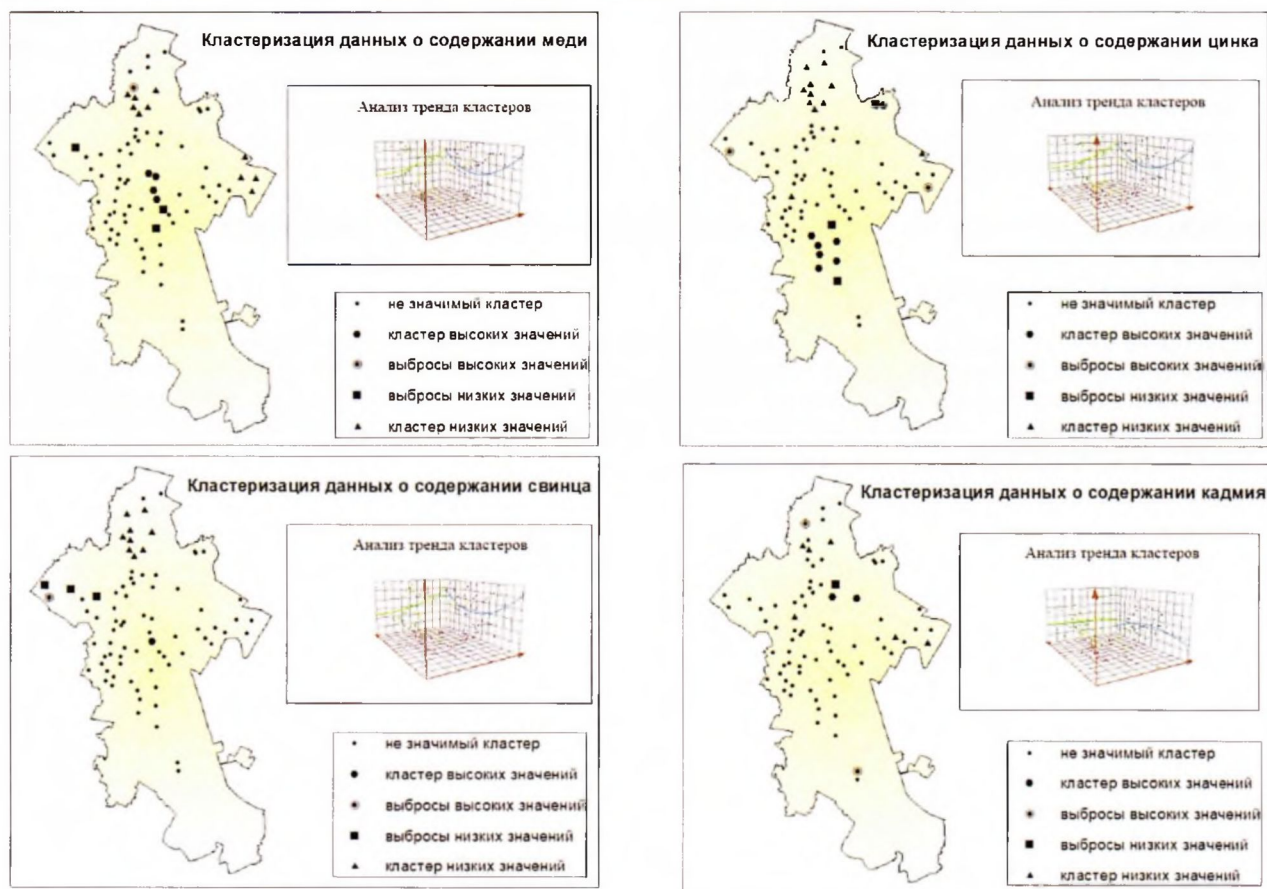 Кластеризация данных о содержании меди
Анализ тренда кластеров
не значимый кластер
кластер высоких значений
выбросы высоких значений
выбросы низких значений
кластер низких значений
Кластеризация данных о содержании цинка
Анализ тренда кластеров
не значимый кластер
кластер высоких значений
выбросы высоких значений
выбросы низких значений
кластер низких значений
Кластеризация данных о содержании свинца
Анализ тренда кластеров
не значимый кластер
кластер высоких значений
выбросы высоких значений
выбросы низких значений
кластер низких значений
Кластеризация данных о содержании кадмия
Анализ тренда кластеров
не значимый кластер
кластер высоких значений
выбросы высоких значений
выбросы низких значений
кластер низких значений